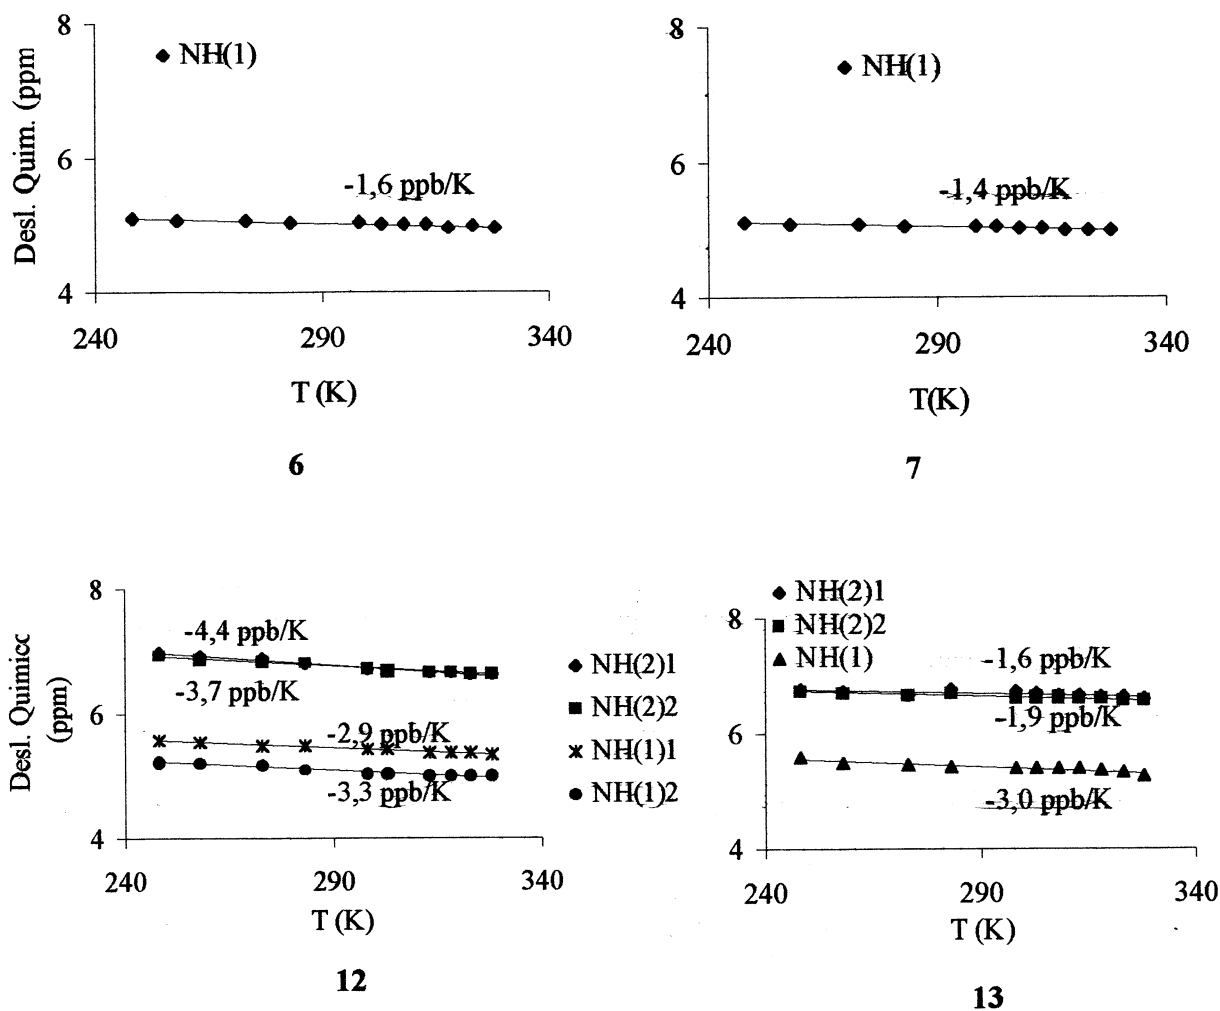 8
NH(1)
Desl. Quim. (ppm
6
-1,6 ppb/K
4
240
290
340
T (K)
6
8
NH(1)
6
-1,4 ppb/K
4
240
290
340
T(K)
7
8
-4,4 ppb/K
-3,7 ppb/K
Desl. Quimicc
(ppm)
6
-2,9 ppb/K
-3,3 ppb/K
4
240
290
340
T (K)
NH(2)1
NH(2)2
NH(1)1
NH(1)2
12
NH(2)1
NH(2)2
NH(1)
8
-1,6 ppb/K
-1,9 ppb/K
6
-3,0 ppb/K
4
240
290
340
T (K)
13